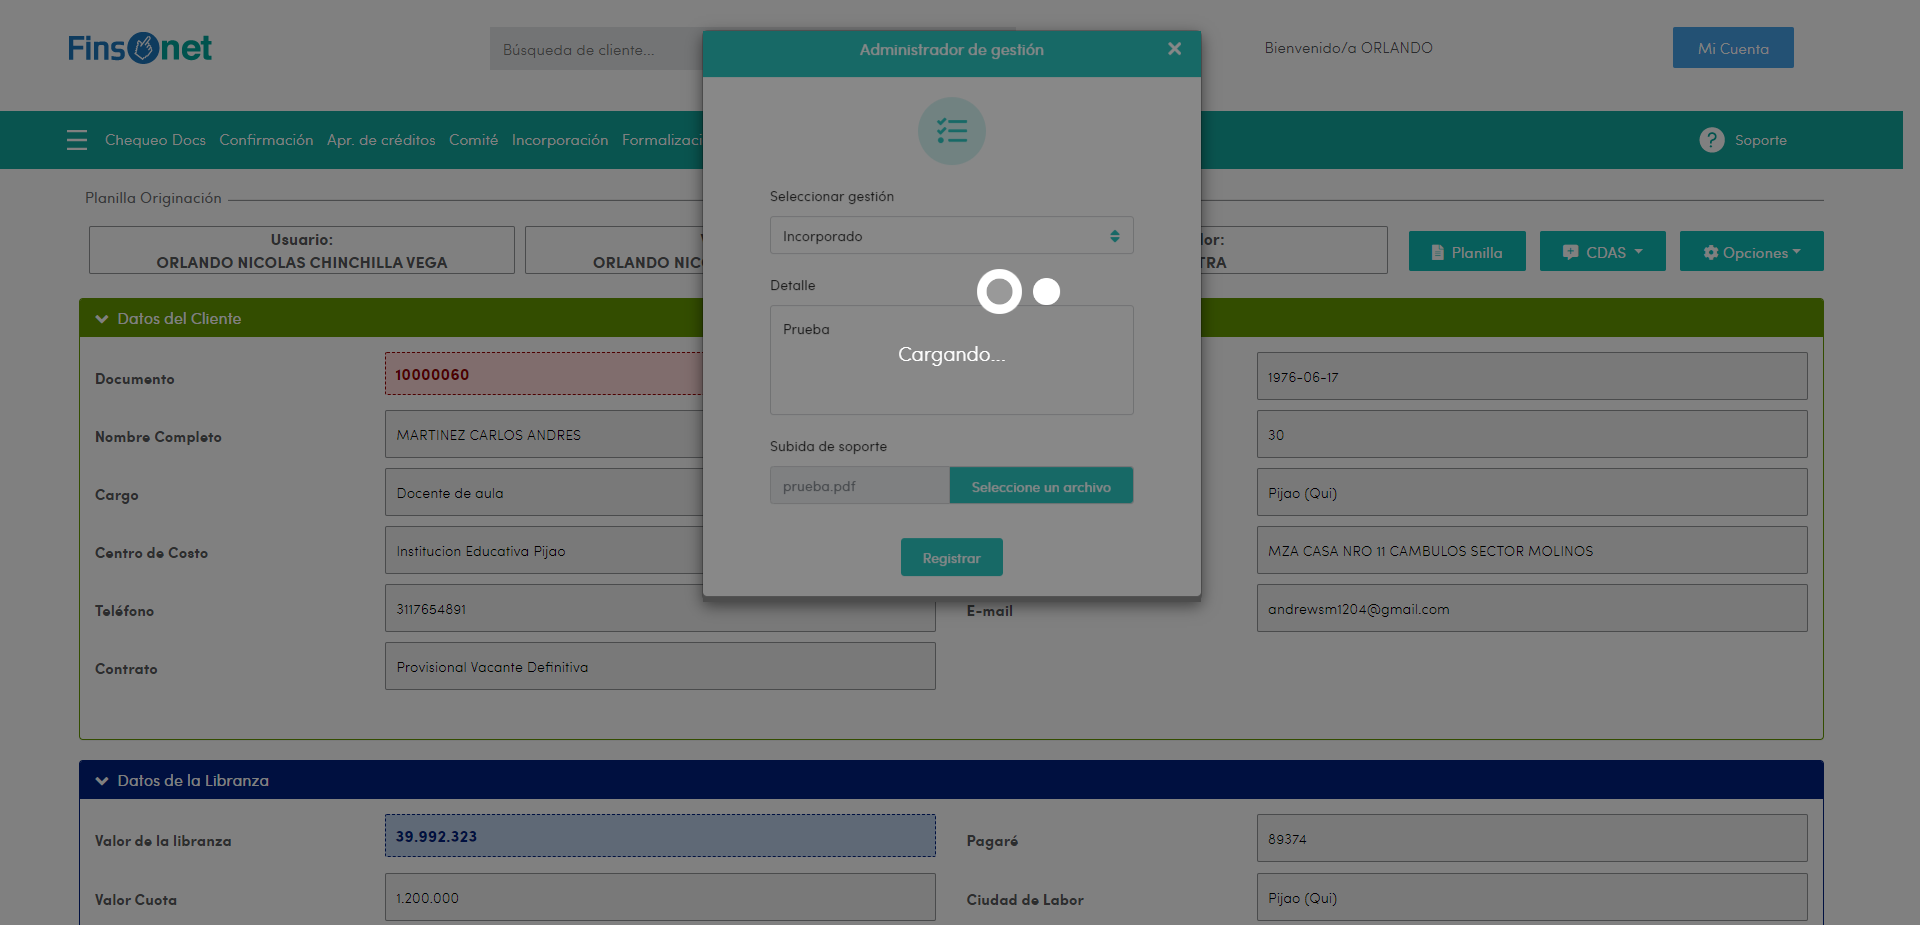 Finsonet
Búsqueda de cliente...
Administrador de gestión
Bienvenido/a ORLANDO
Mi Cuenta
Chequeo Docs Confirmación Apr. de créditos Comité Incorporación Formalizaci
? Soporte
Planilla Originación
Seleccionar gestión
Incorporado
Usuario:
ORLANDO NICOLAS CHINCHILLA VEGA
ORLANDO NIC
Planilla
CDAS
Opciones
Detalle
Prueba
Cargando...
Datos del Cliente
Documento
10000060
1976-06-17
Nombre Completo
MARTINEZ CARLOS ANDRES
30
Subida de soporte
prueba.pdf
Seleccione un archivo
Cargo
Docente de aula
Pijao (Qui)
Centro de Costo
Institucion Educativa Pijao
MZA CASA NRO 11 CAMBULOS SECTOR MOLINOS
Registrar
Teléfono
3117654891
E-mail
andrewsm1204@gmail.com
Contrato
Provisional Vacante Definitiva
Datos de la Libranza
Valor de la libranza
39.992.323
Pagaré
89374
Valor Cuota
1.200.000
Ciudad de Labor
Pijao (Qui)